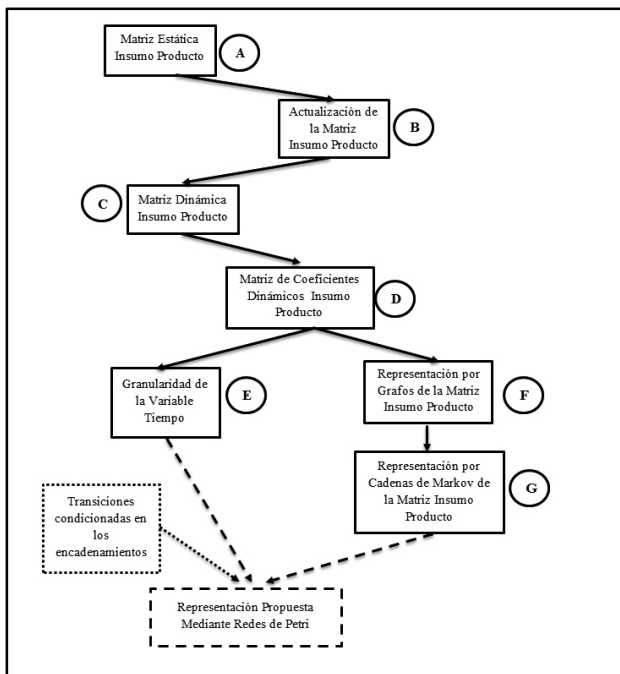 Matriz Estática
Insumo Producto
A
Actualización de
la Matriz
Insumo Producto
B
C
Matriz Dinámica
Insumo Producto
Matriz de Coeficientes
Dinámicos Insumo
Producto
D
Granularidad de
la Variable
Tiempo
E
Representación por
Grafos de la Matriz
Insumo Producto
F
Representación por
Cadenas de Markov de
la Matriz Insumo
Producto
G
Transiciones
condicionadas en
los
encadenamientos
Representación Propuesta
Mediante Redes de Petri